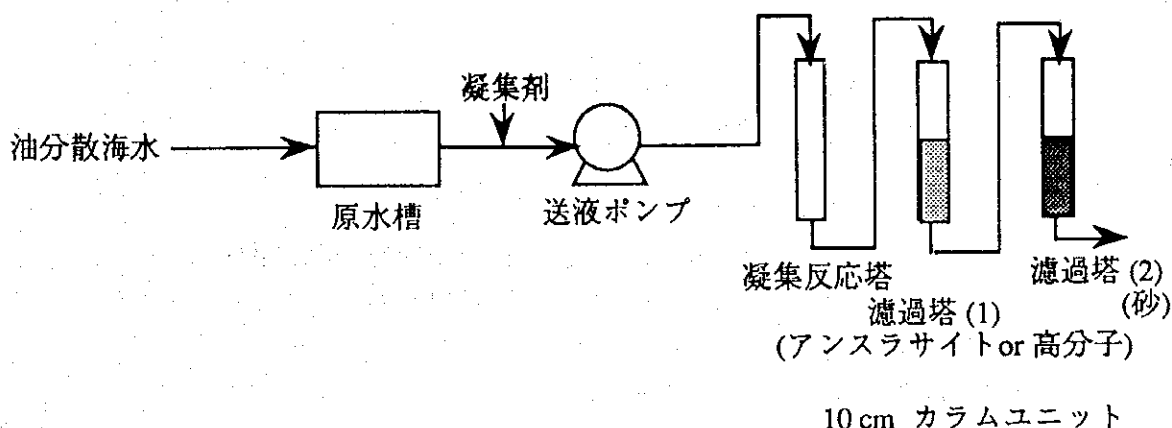 凝集剤
油分散海水
原水槽
送液ポンプ
凝集反応塔
濾過塔 (1)
(アンスラサイトor 高分子)
濾過塔 (2)
(砂)
10 cm カラムユニット